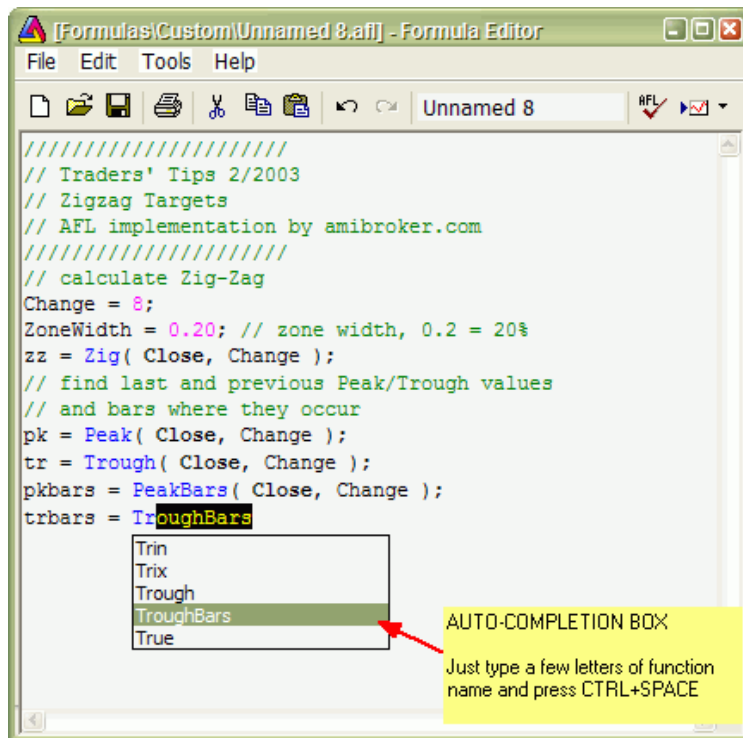 [Formulas\Custom\Unnamed 8.afl] - Formula Editor
File Edit Tools Help
Unnamed 8
AFL
//////////////////////
// Traders' Tips 2/2003
// Zigzag Targets
// AFL implementation by amibroker.com
//////////////////////
// calculate Zig-Zag
Change = 8;
ZoneWidth = 0.20; // zone width, 0.2 = 20%
zz = Zig( Close, Change );
// find last and previous Peak/Trough values
// and bars where they occur
pk = Peak( Close, Change );
tr = Trough( Close, Change );
pkbars = PeakBars( Close, Change );
trbars = TroughBars
Trin
Trix
Trough
TroughBars
True
AUTO-COMPLETION BOX
Just type a few letters of function
name and press CTRL+SPACE